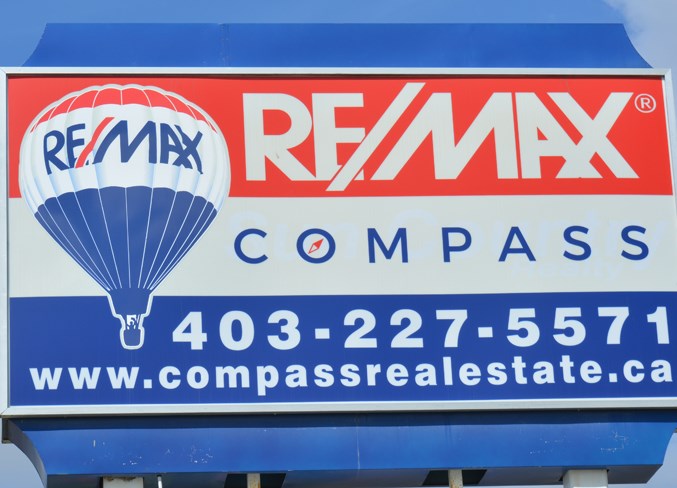 RE/MAX
RE/MAX®
COMPASS
403-227-5571
www.compassrealestate.ca